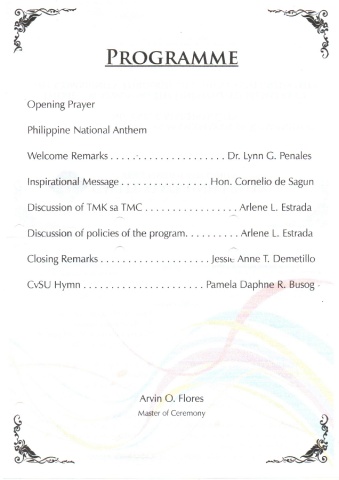 PROGRAMME
Opening Prayer
Philippine National Anthem
Welcome Remarks . . . . . . . . . . . . . . . . . . . . . Dr. Lynn G. Penales
Inspirational Message . . . . . . . . . . . . . . . . Hon. Cornelio de Sagun
Discussion of TMK sa TMC . . . . . . . . . . . . . . . . . Arlene L. Estrada
Discussion of policies of the program. . . . . . . . . . Arlene L. Estrada
Closing Remarks . . . . . . . . . . . . . . . . . . . . Jessie Anne T. Demetillo
CvSU Hymn . . . . . . . . . . . . . . . . . . . . . . Pamela Daphne R. Busog
Arvin O. Flores
Master of Ceremony